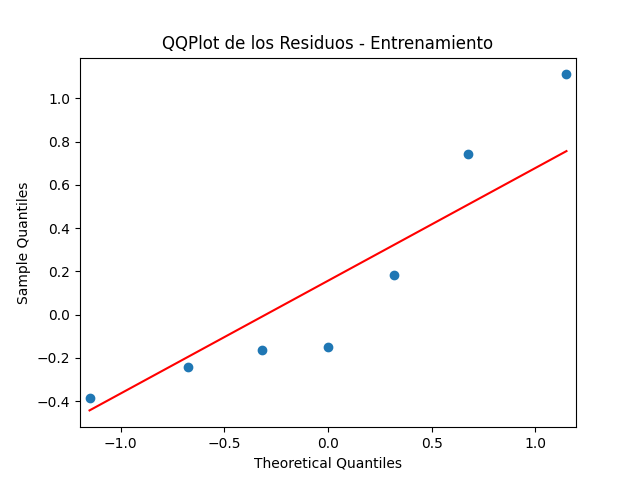 QQPlot de los Residuos - Entrenamiento
1.0
0.8
0.6
0.4
0.2
0.0
−0.2
−0.4
Sample Quantiles
−1.0 −0.5 0.0 0.5 1.0
Theoretical Quantiles